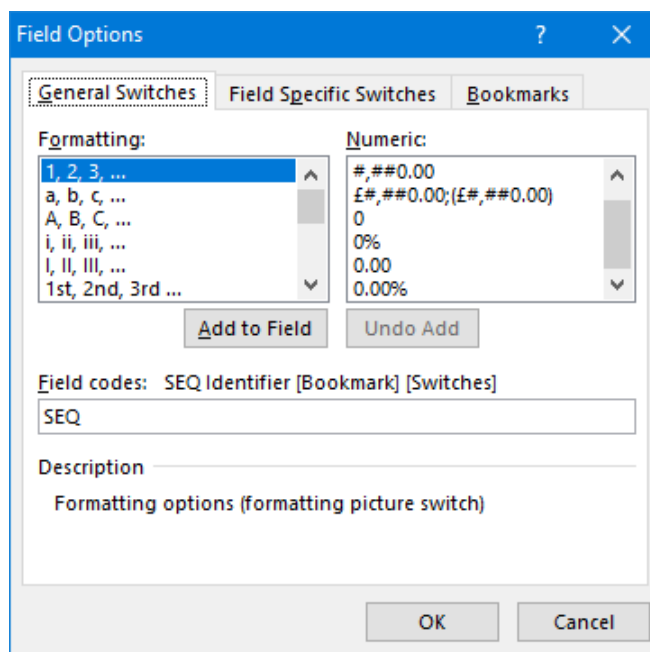 Field Options ?
General Switches Field Specific Switches Bookmarks
Formatting: Numeric:
1, 2, 3, ...
a, b, c, ...
A, B, C, ...
i, ii, iii, ...
I, II, III, ...
1st, 2nd, 3rd ...
#,##0.00
£#,##0.00;(£#,##0.00)
0
0%
0.00
0.00%
Add to Field Undo Add
Field codes: SEQ Identifier [Bookmark] [Switches]
SEQ
Description
Formatting options (formatting picture switch)
OK Cancel